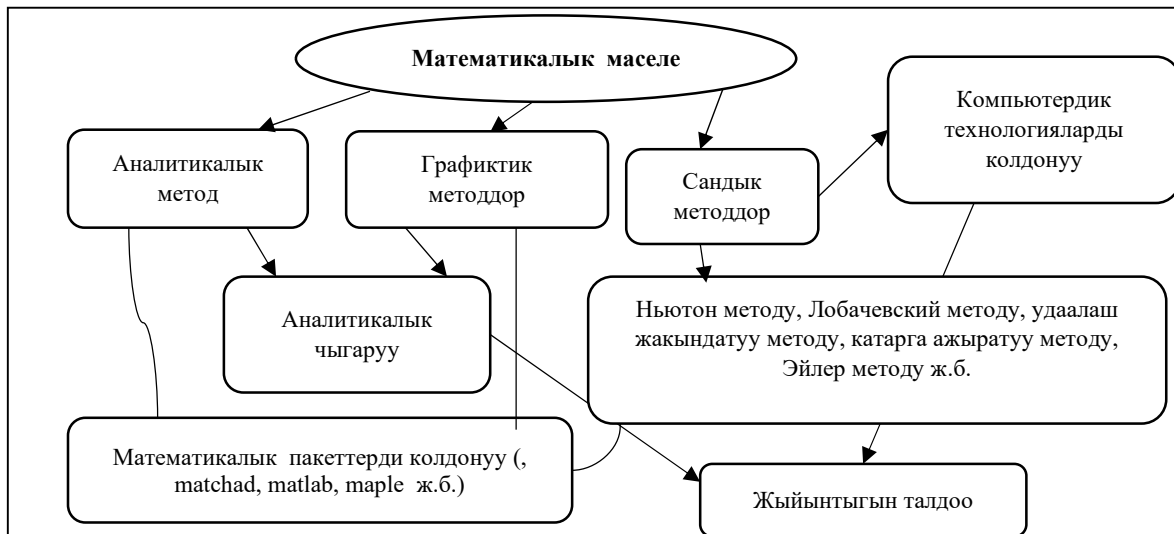 Математикалык маселе
Аналитикалык
метод
Графиктик
методдор
Сандык
методдор
Компьютердик
технологияларды
колдонуу
Аналитикалык
чыгаруу
Ньютон методу, Лобачевский методу, удаалаш
жакындатуу методу, катарга ажыратуу методу,
Эйлер методу ж.б.
Математикалык пакеттерди колдонуу (,
matchad, matlab, maple ж.б.)
Жыйынтыгын талдоо